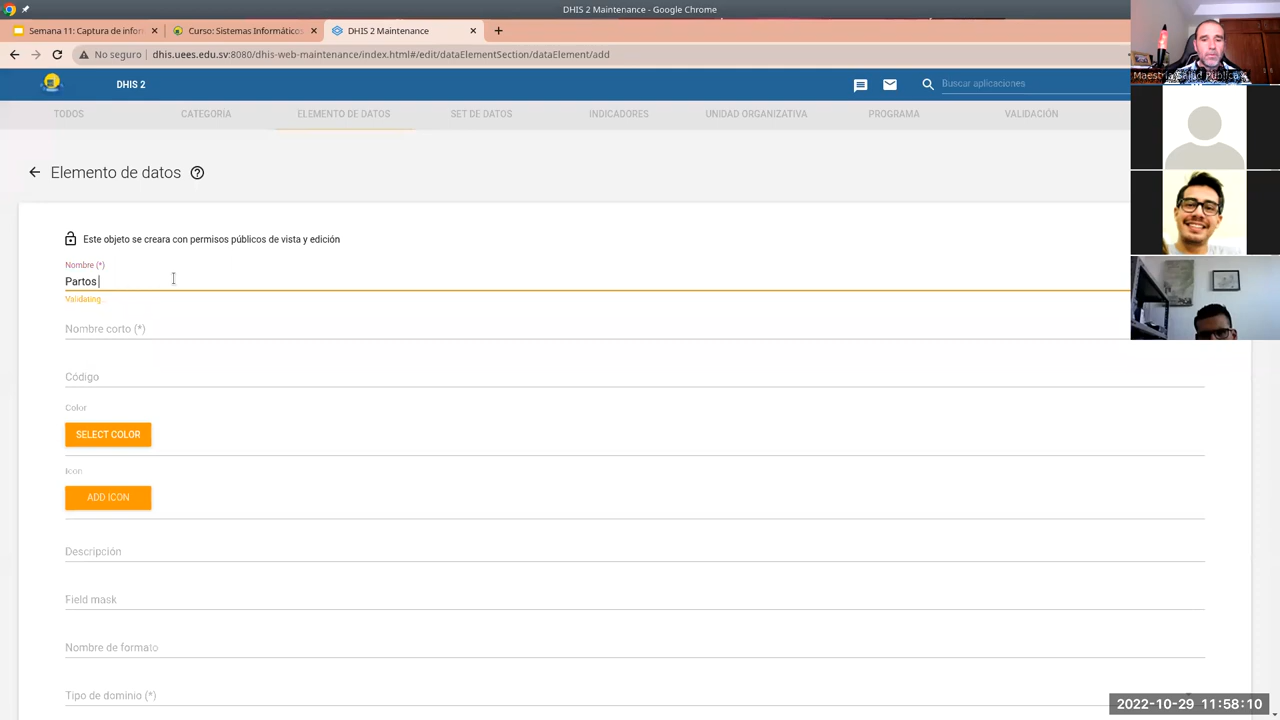 DHIS 2 Maintenance - Google Chrome
Semana 11: Captura de infor
Curso: Sistemas Informáticos
DHIS 2 Maintenance
No seguro
dhis.uees.edu.sv:8080/dhis-web-maintenance/index.html#/edit/dataElementSection/dataElement/add
DHIS 2
Buscar aplicaciones
Maestría Salud Pública
TODOS
CATEGORIA
ELEMENTO DE DATOS
SET DE DATOS
INDICADORES
UNIDAD ORGANIZATIVA
PROGRAMA
VALIDACIÓN
Elemento de datos
Este objeto se creara con permisos públicos de vista y edición
Nombre (*)
Partos
Validating...
Nombre corto (*)
Código
Color
SELECT COLOR
Icon
ADD ICON
Descripción
Field mask
Nombre de formato
Tipo de dominio (*)
2022-10-29 11:58:10